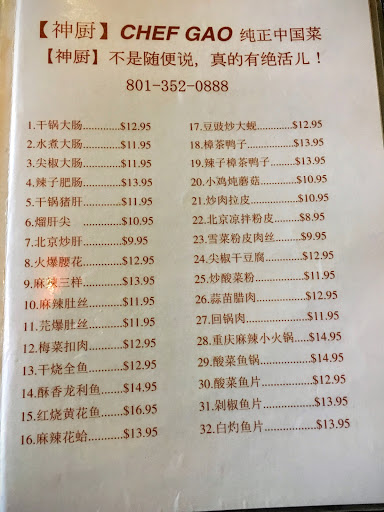 【神厨】CHEF GAO 纯正中国菜
【神厨】不是随便说，真的有绝活儿！
801-352-0888
1.干锅大肠............$12.95
2.水煮大肠............$11.95
3.尖椒大肠............$11.95
4.辣子肥肠............$13.95
5.干锅猪肝............$11.95
6.熘肝尖 ............$10.95
7.北京炒肝............$9.95
8.火爆腰花............$12.95
9.麻辣三样............$13.95
10.麻辣肚丝...........$11.95
11.芫爆肚丝...........$11.95
12.梅菜扣肉...........$12.95
13.干烧全鱼...........$12.95
14.酥香龙利鱼.........$14.95
15.红烧黄花鱼.........$16.95
16.麻辣花蛤...........$13.95
17.豆豉炒大蚬.........$12.95
18.樟茶鸭子...........$13.95
19.辣子樟茶鸭子.......$13.95
20.小鸡炖蘑菇.........$10.95
21.炒肉拉皮...........$10.95
22.北京凉拌粉皮.......$8.95
23.雪菜粉皮肉丝.......$9.95
24.尖椒干豆腐.........$12.95
25.炒酸菜粉...........$11.95
26.蒜苗腊肉...........$12.95
27.回锅肉.............$11.95
28.重庆麻辣小火锅.....$14.95
29.酸菜鱼锅...........$14.95
30.酸菜鱼片...........$12.95
31.剁椒鱼片...........$13.95
32.白灼鱼片...........$13.95